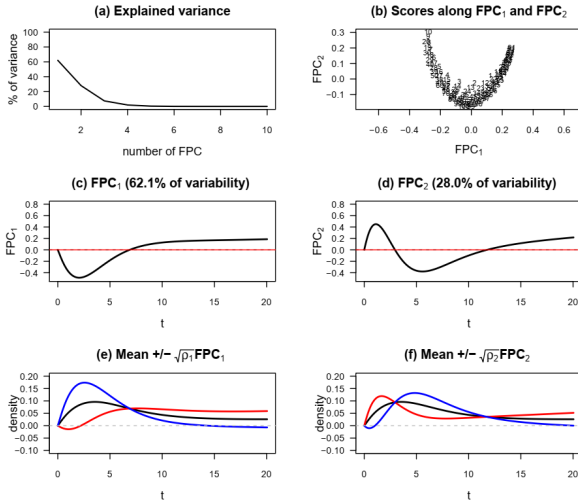 (a) Explained variance
% of variance
100
80
60
40
20
0
2 4 6 8 10
number of FPC
(b) Scores along FPC₁ and FPC₂
FPC₂
0.3
0.2
0.1
0.0
−0.1
−0.6 −0.4 −0.2 0.0 0.2 0.4 0.6
FPC₁
(c) FPC₁ (62.1% of variability)
FPC₁
0.8
0.6
0.4
0.2
0.0
−0.2
−0.4
0 5 10 15 20
t
(d) FPC₂ (28.0% of variability)
FPC₂
0.8
0.6
0.4
0.2
0.0
−0.2
−0.4
0 5 10 15 20
t
(e) Mean +/− √ρ₁FPC₁
density
0.20
0.15
0.10
0.05
0.00
−0.05
−0.10
0 5 10 15 20
t
(f) Mean +/− √ρ₂FPC₂
density
0.20
0.15
0.10
0.05
0.00
−0.05
−0.10
0 5 10 15 20
t